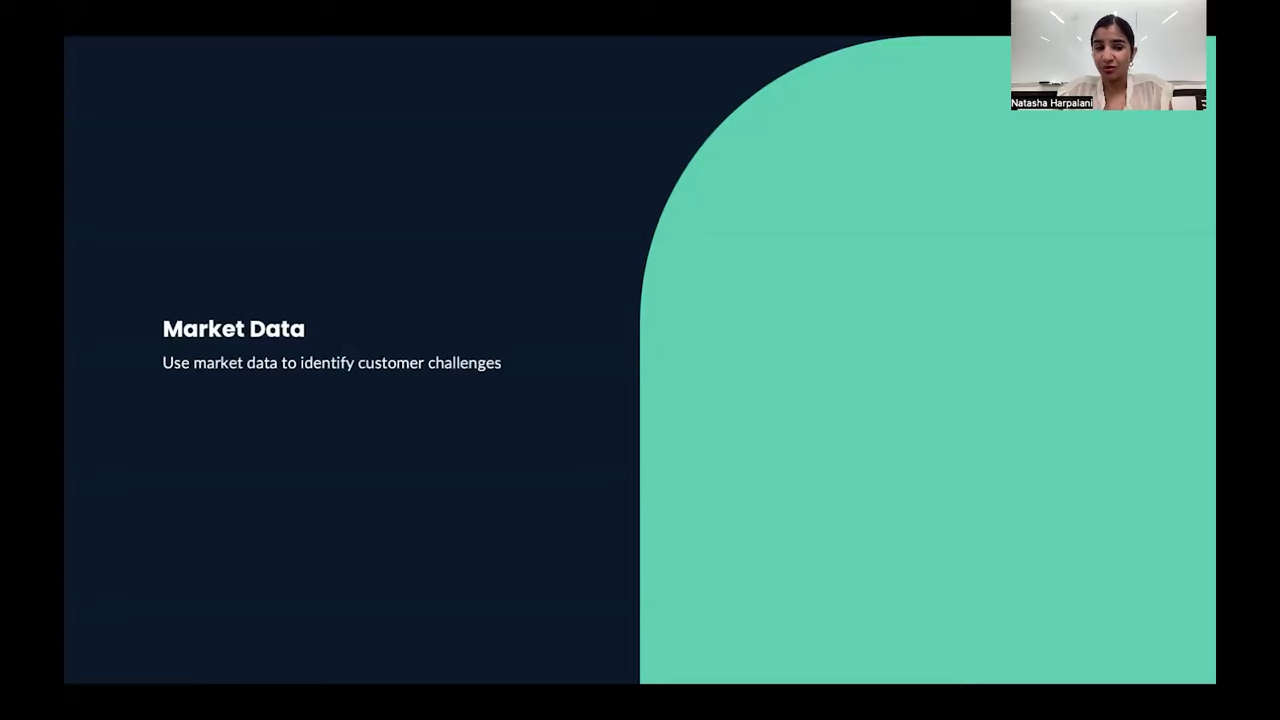 Natasha Harpalani
Market Data
Use market data to identify customer challenges